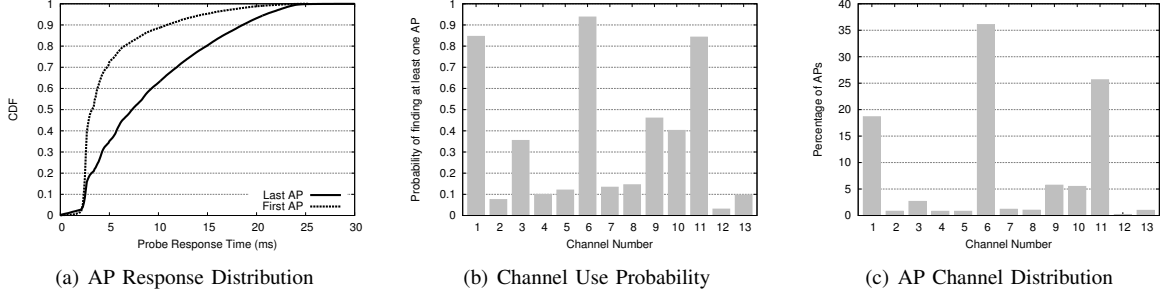 1
0.9
0.8
0.7
0.6
0.5
0.4
0.3
0.2
0.1
0
CDF
Last AP
First AP
0 5 10 15 20 25 30
Probe Response Time (ms)
(a) AP Response Distribution
1
0.9
0.8
0.7
0.6
0.5
0.4
0.3
0.2
0.1
0
Probability of finding at least one AP
1 2 3 4 5 6 7 8 9 10 11 12 13
Channel Number
(b) Channel Use Probability
40
35
30
25
20
15
10
5
0
Percentage of APs
1 2 3 4 5 6 7 8 9 10 11 12 13
Channel Number
(c) AP Channel Distribution